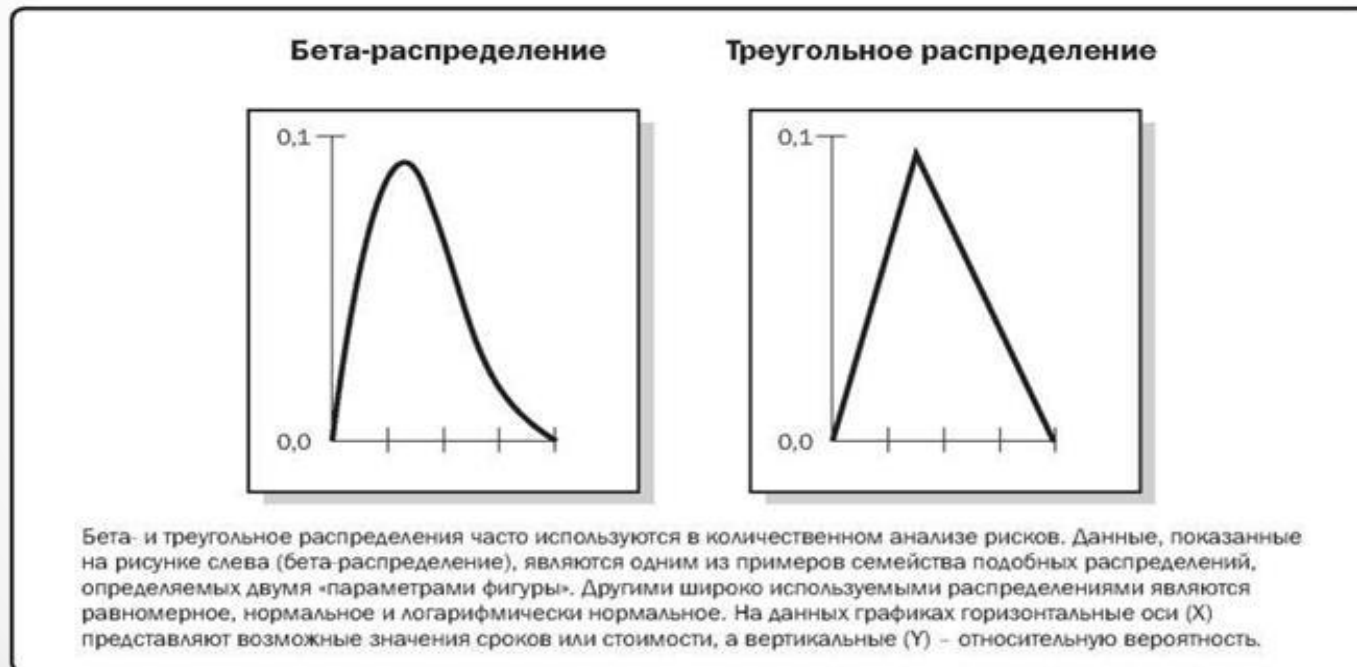 Бета-распределение
Треугольное распределение
0,1
0,0
0,1
0,0
Бета- и треугольное распределения часто используются в количественном анализе рисков. Данные, показанные
на рисунке слева (бета-распределение), являются одним из примеров семейства подобных распределений,
определяемых двумя «параметрами фигуры». Другими широко используемыми распределениями являются
равномерное, нормальное и логарифмически нормальное. На данных графиках горизонтальные оси (X)
представляют возможные значения сроков или стоимости, а вертикальные (Y) – относительную вероятность.